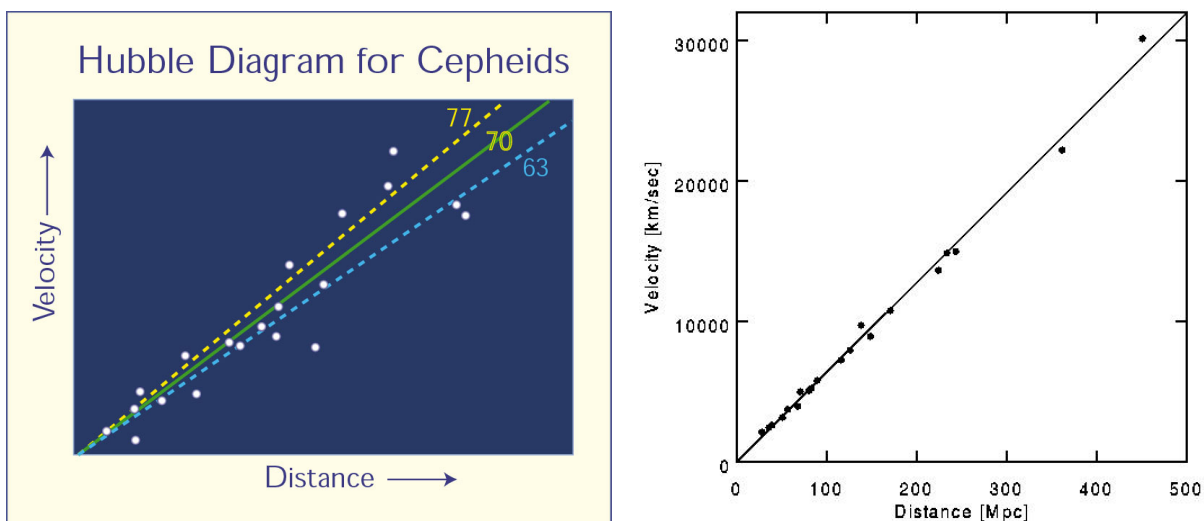 Hubble Diagram for Cepheids
77
70
63
Velocity
Distance
30000
20000
10000
0
Velocity [km/sec]
0 100 200 300 400 500
Distance [Mpc]